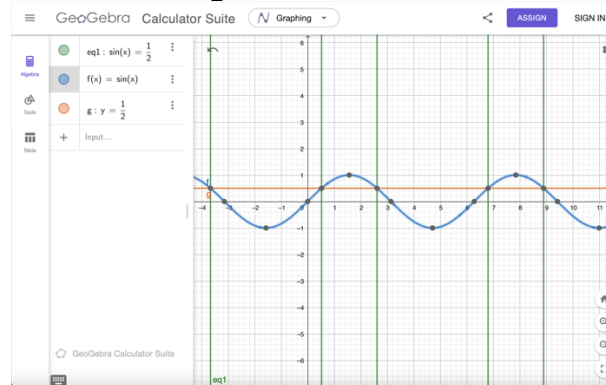 GeoGebra Calculator Suite Graphing ASSIGN SIGN IN
eq1 : sin(x) = 1/2
Algebra
f(x) = sin(x)
g : y = 1/2
Tools
Input...
Table
f
g
6
5
4
3
2
1
-4 -3 -2 -1 0 1 2 3 4 5 6 7 8 9 10 11
-1
-2
-3
-4
-5
-6
GeoGebra Calculator Suite
eq1